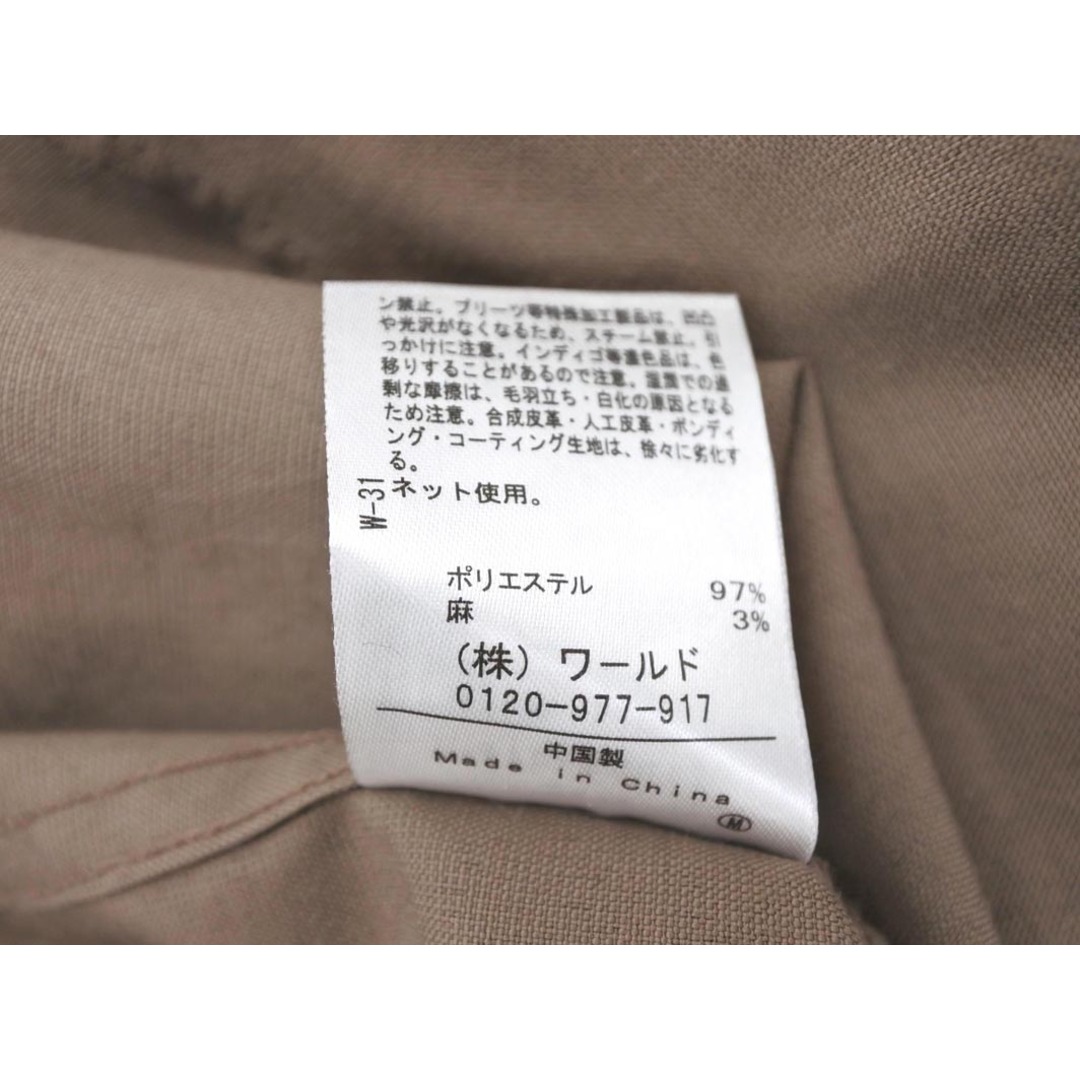 ン禁止。プリーツ等特殊加工製品は、凹凸
や光沢がなくなるため、スチーム禁止。引
っかけに注意。インディゴ等濃色品は、色
移りすることがあるので注意。湿潤での過
剰な摩擦は、毛羽立ち・白化の原因となる
ため注意。合成皮革・人工皮革・ボンディ
ング・コーティング生地は、徐々に劣化す
る。
ネット使用。
W-31
ポリエステル 97%
麻 3%
(株) ワールド
0120-977-917
中国製
Made in China
M